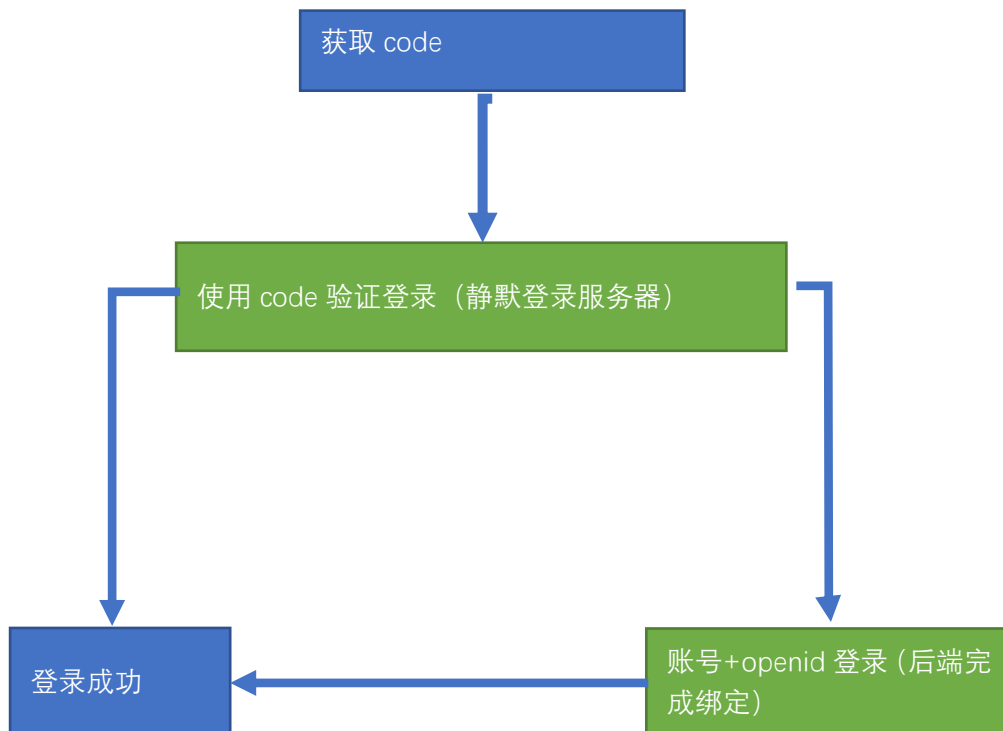 获取 code
使用 code 验证登录（静默登录服务器）
登录成功
账号+openid 登录（后端完
成绑定）